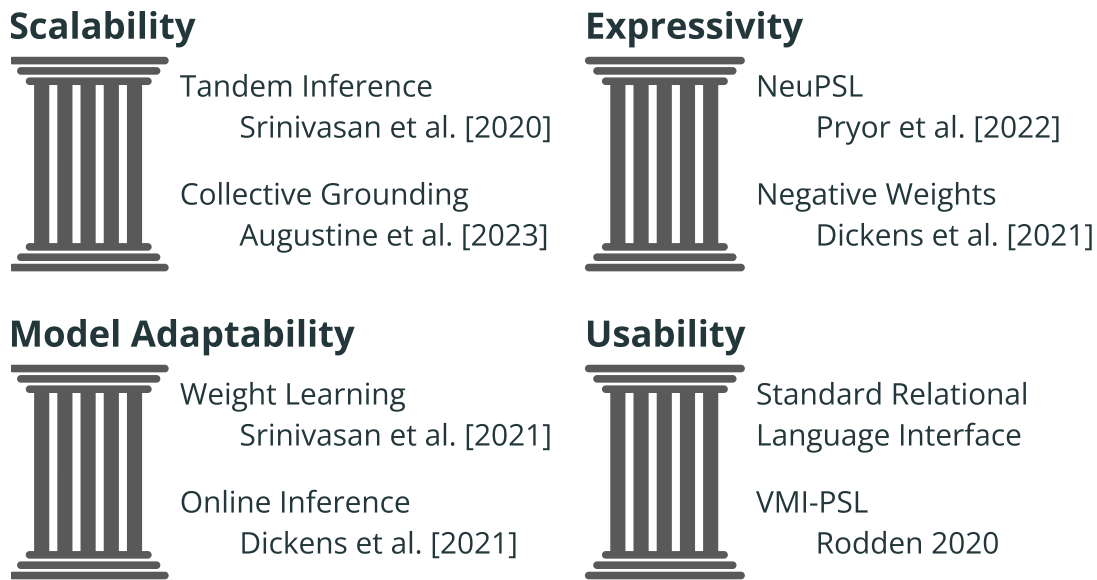 Scalability
Tandem Inference
Srinivasan et al. [2020]
Collective Grounding
Augustine et al. [2023]
Expressivity
NeuPSL
Pryor et al. [2022]
Negative Weights
Dickens et al. [2021]
Model Adaptability
Weight Learning
Srinivasan et al. [2021]
Online Inference
Dickens et al. [2021]
Usability
Standard Relational
Language Interface
VMI-PSL
Rodden 2020